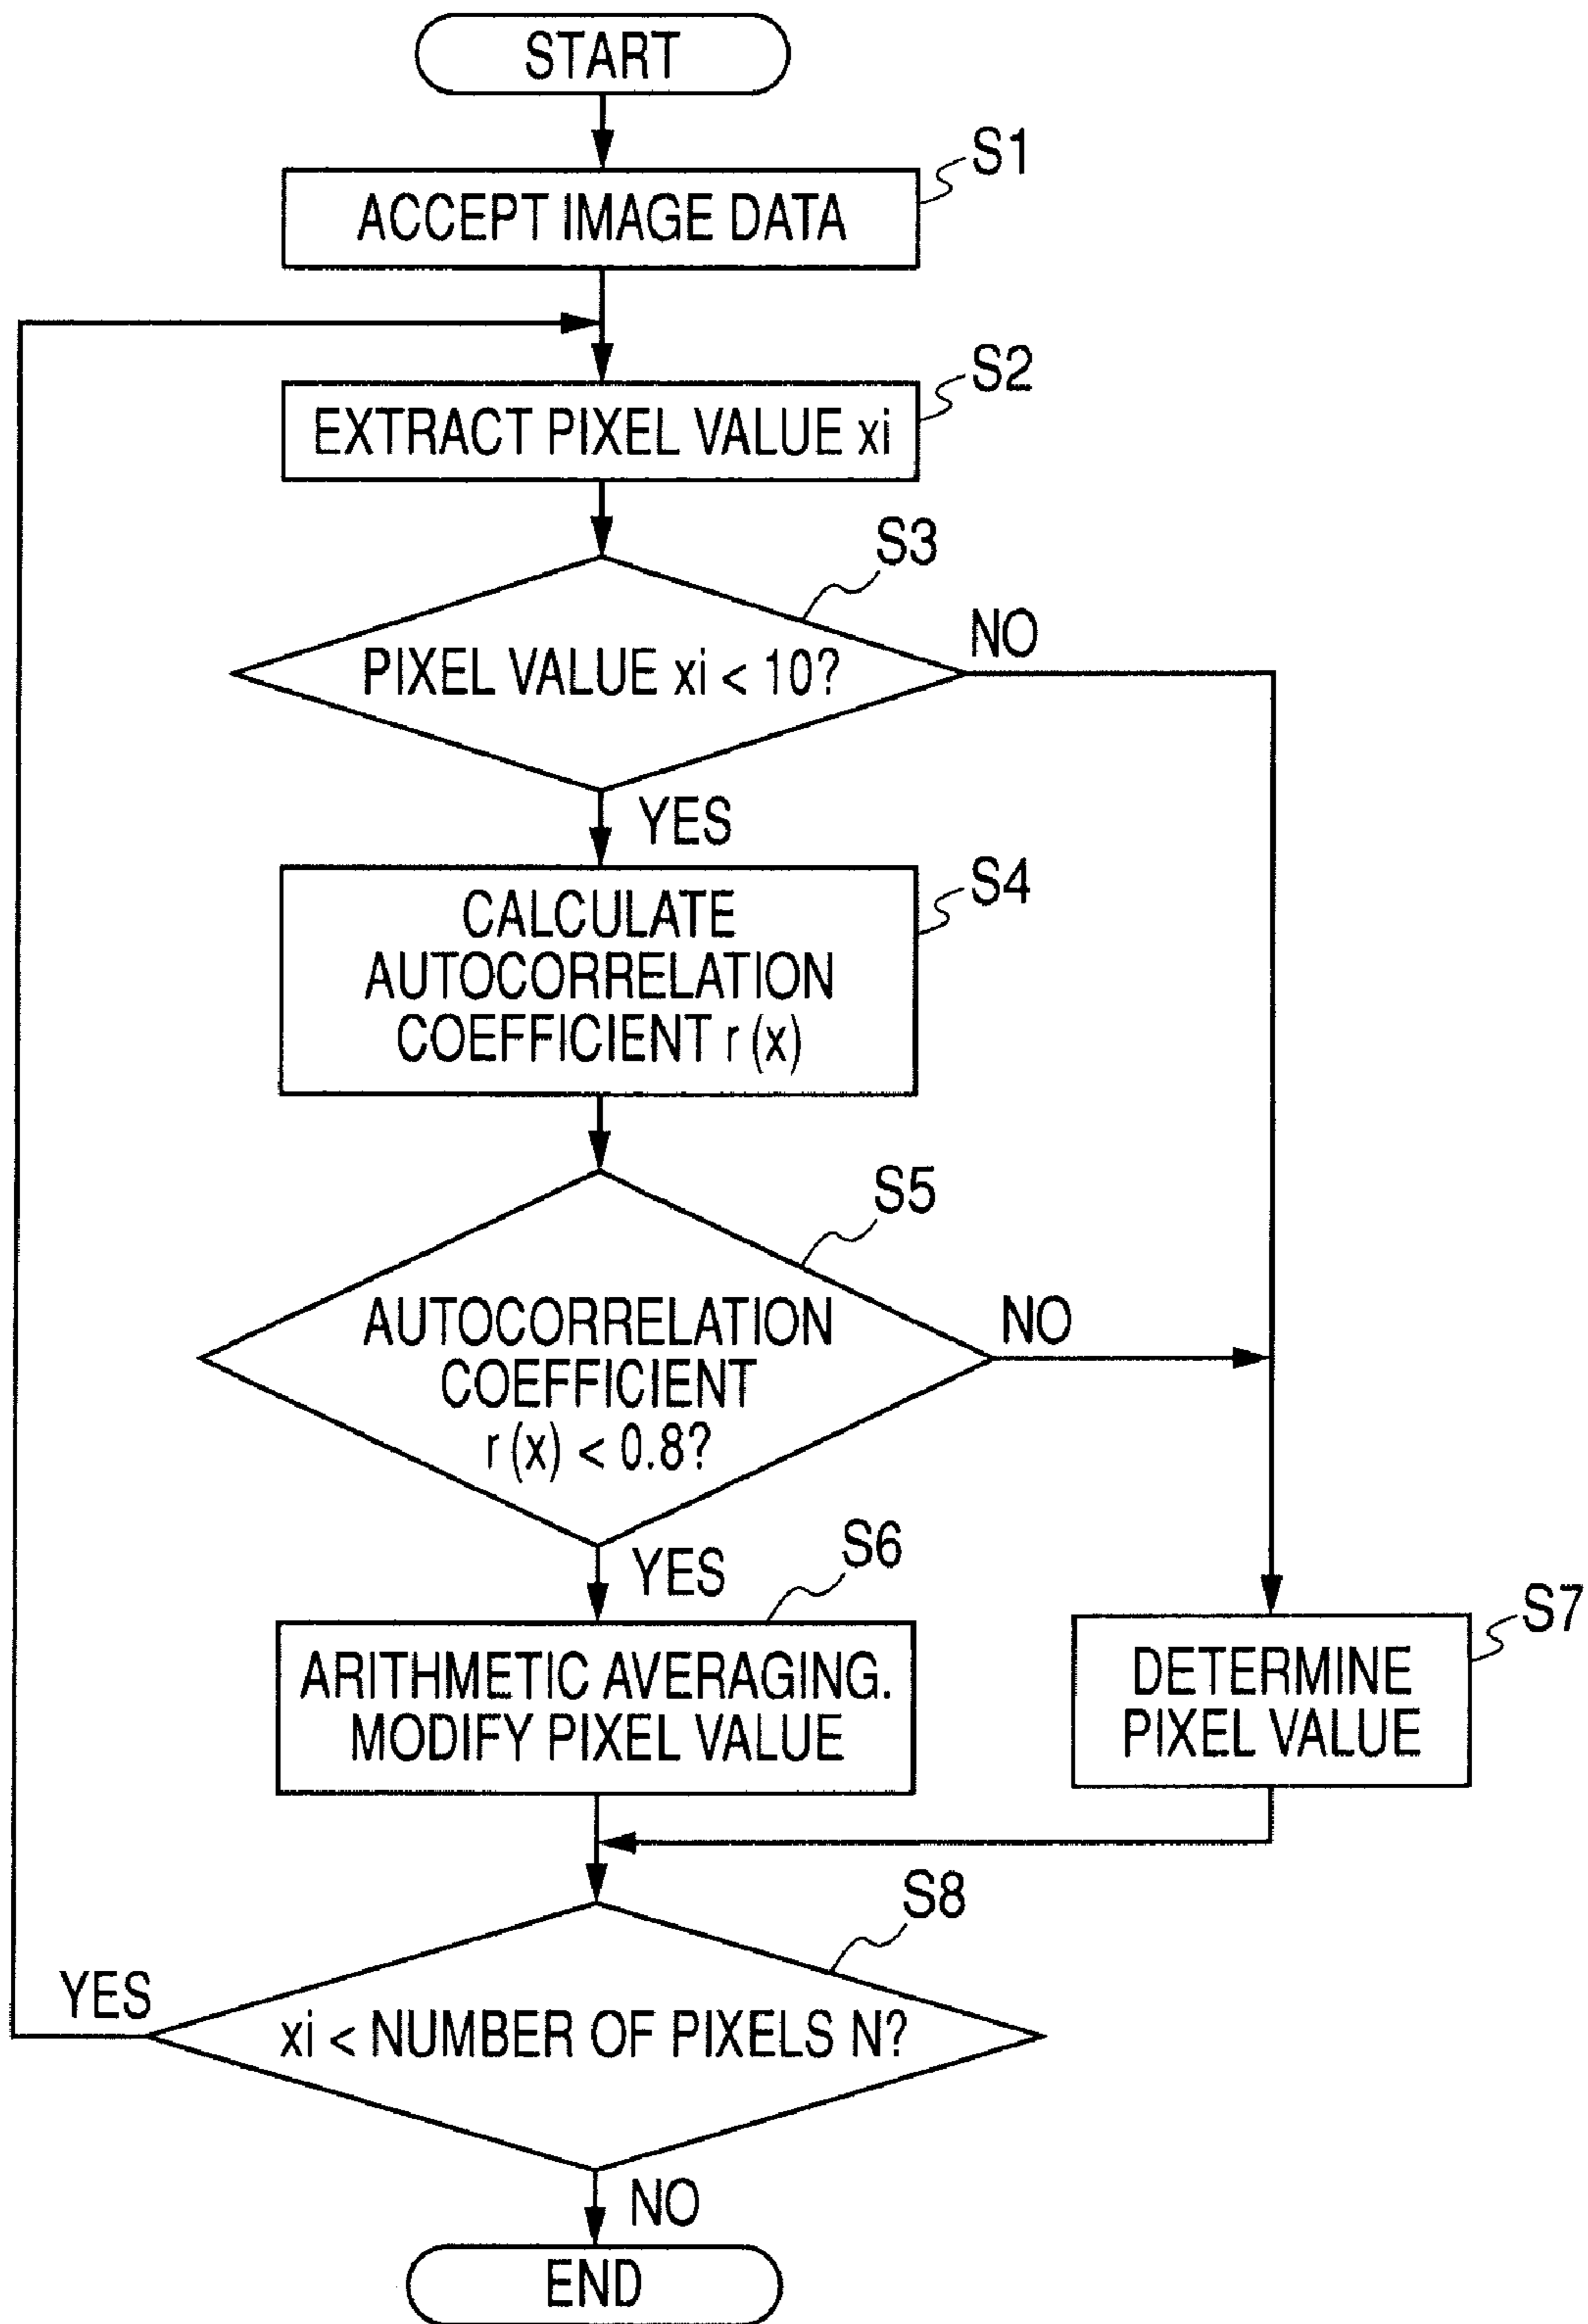 START
S1
ACCEPT IMAGE DATA
S2
EXTRACT PIXEL VALUE xi
S3
PIXEL VALUE xi < 10?
NO
YES
S4
CALCULATE
AUTOCORRELATION
COEFFICIENT r (x)
S5
AUTOCORRELATION
COEFFICIENT
r (x) < 0.8?
NO
YES
S6
ARITHMETIC AVERAGING.
MODIFY PIXEL VALUE
S7
DETERMINE
PIXEL VALUE
S8
xi < NUMBER OF PIXELS N?
YES
NO
END